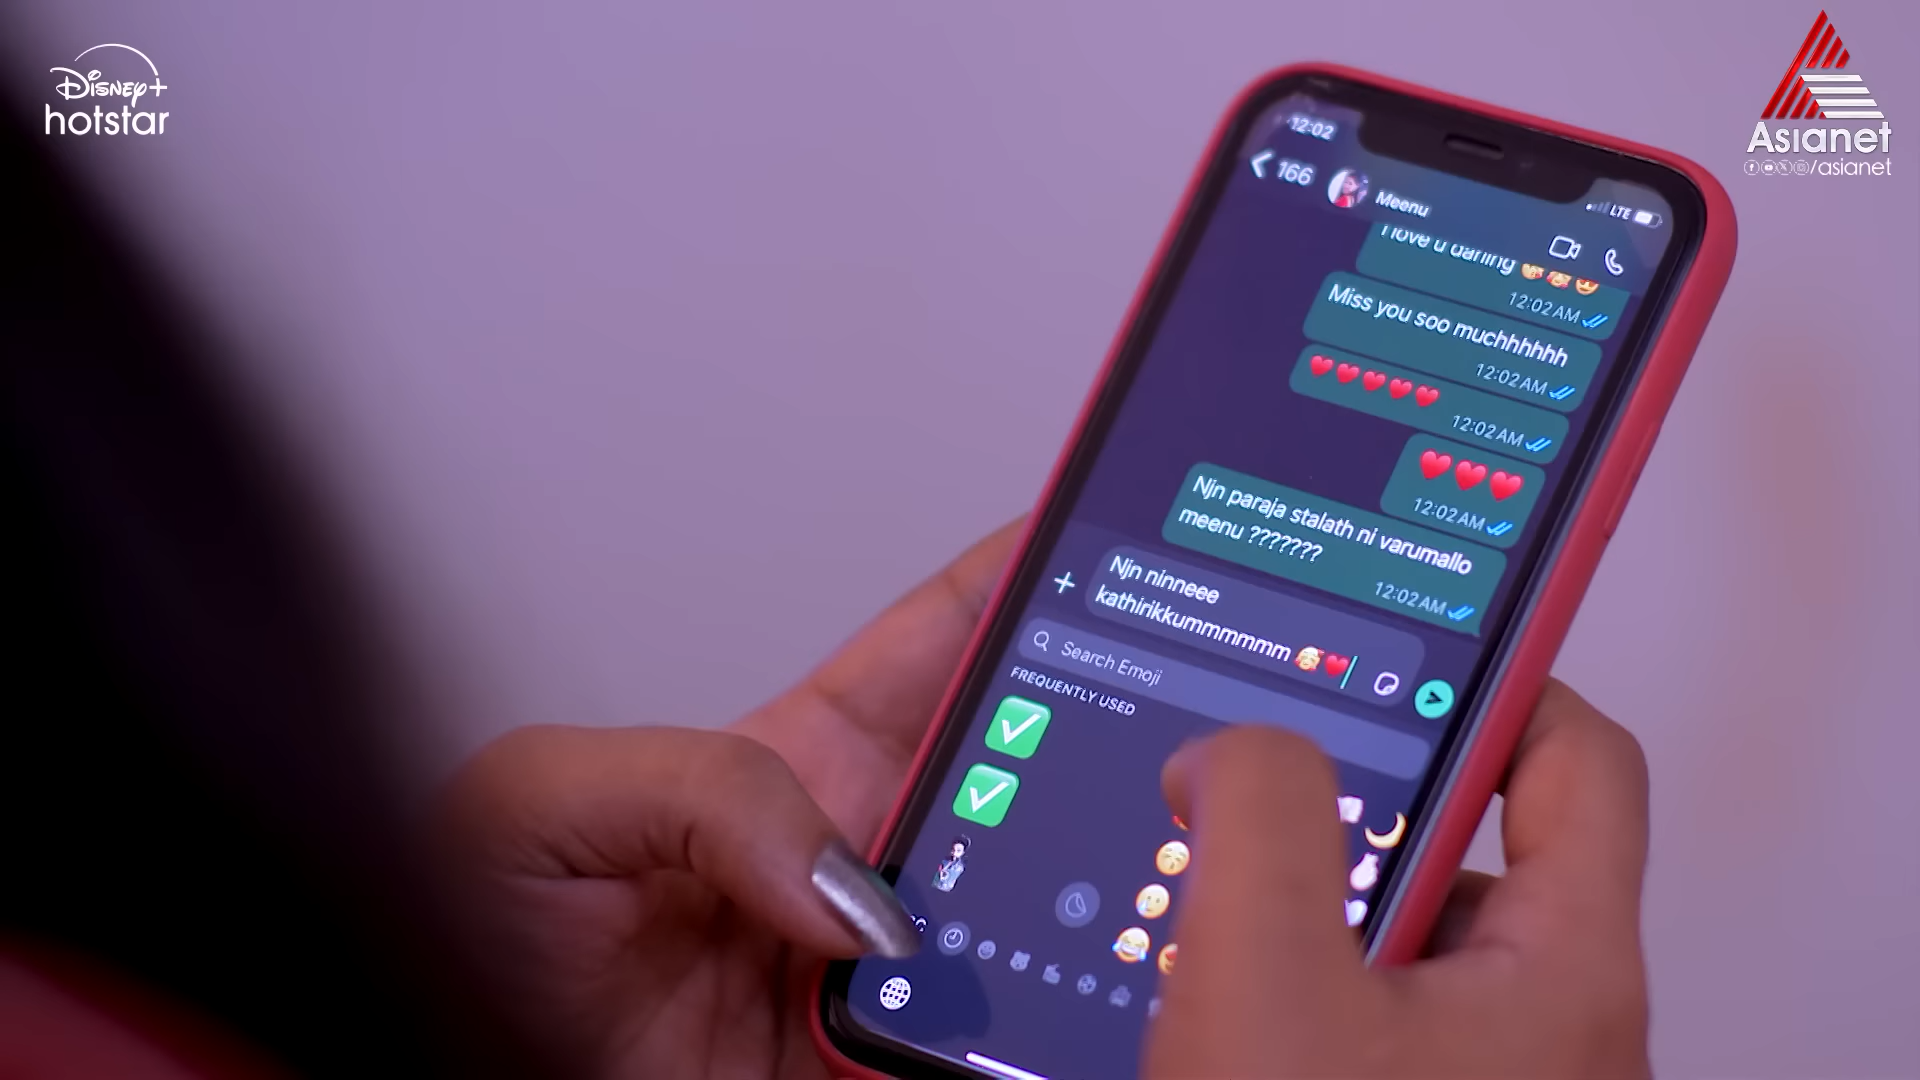 Disney+
hotstar
Asianet
/asianet
12:02
LTE
166
Meenu
I love u darling 😚🥰🤩
12:02 AM
Miss you soo muchhhhhh
12:02 AM
♥♥♥♥♥
12:02 AM
♥♥♥
12:02 AM
Njn paraja stalath ni varumallo
meenu ???????
12:02 AM
Njn ninneee
kathirikkummmmmm 🥰♥
Search Emoji
FREQUENTLY USED